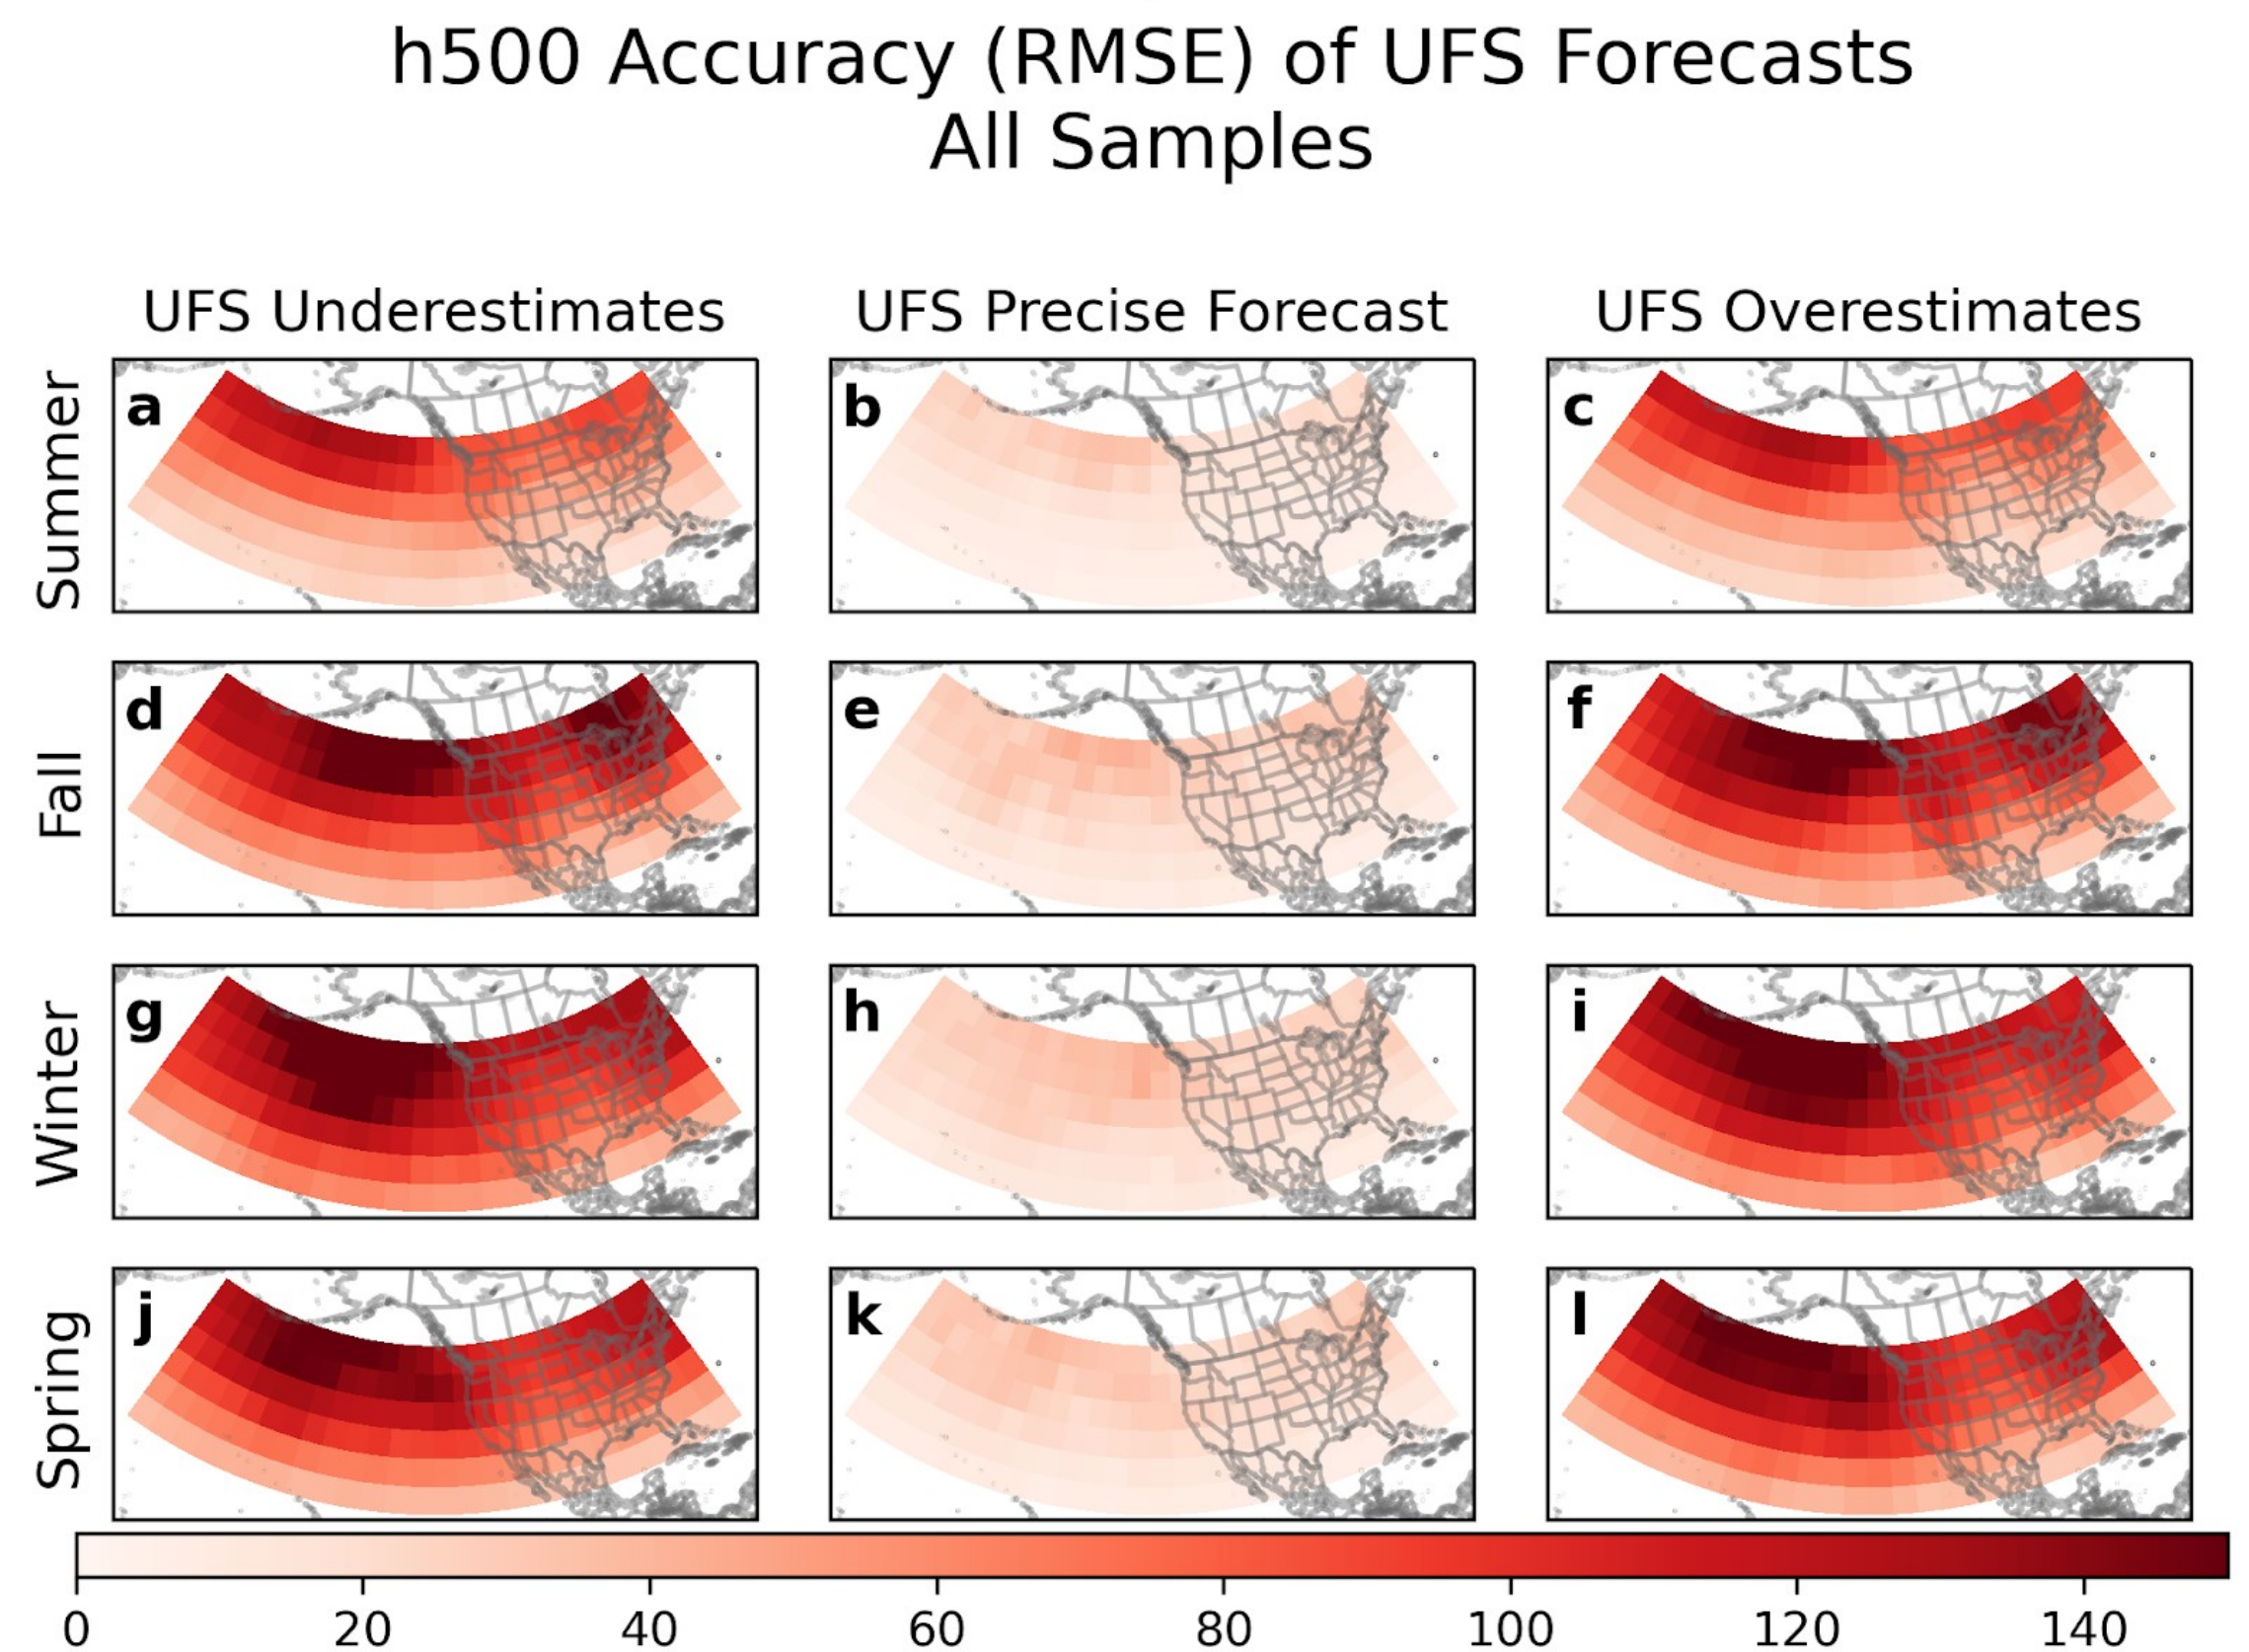 h500 Accuracy (RMSE) of UFS Forecasts
All Samples
UFS Underestimates
UFS Precise Forecast
UFS Overestimates
Summer
a
b
c
Fall
d
e
f
Winter
g
h
i
Spring
j
k
l
0 20 40 60 80 100 120 140